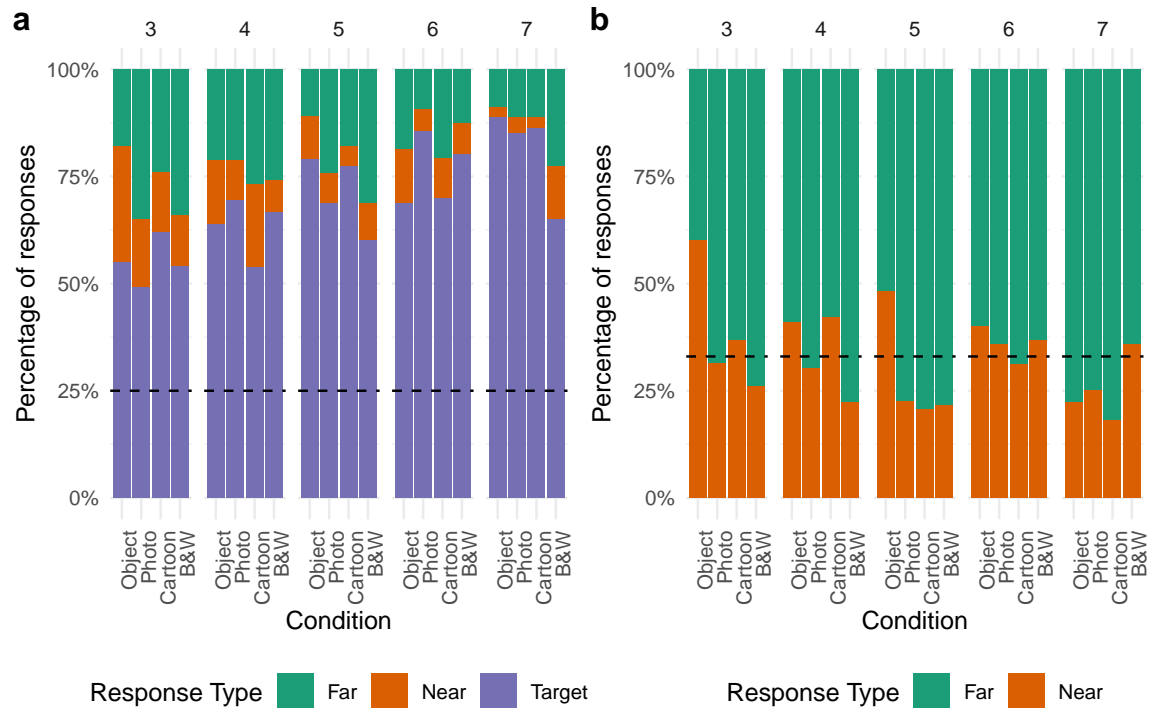 a
3 4 5 6 7
100%
75%
50%
25%
0%
Percentage of responses
Object Photo Cartoon B&W Object Photo Cartoon B&W Object Photo Cartoon B&W Object Photo Cartoon B&W Object Photo Cartoon B&W
Condition
Response Type Far Near Target
b
3 4 5 6 7
100%
75%
50%
25%
0%
Percentage of responses
Object Photo Cartoon B&W Object Photo Cartoon B&W Object Photo Cartoon B&W Object Photo Cartoon B&W Object Photo Cartoon B&W
Condition
Response Type Far Near